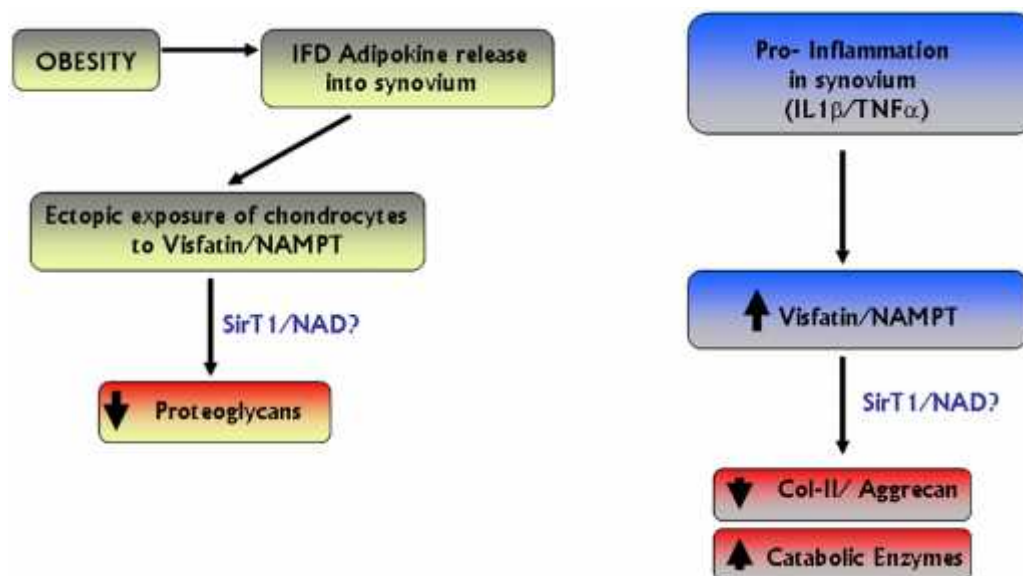 OBESITY
IFD Adipokine release
into synovium
Ectopic exposure of chondrocytes
to Visfatin/NAMPT
SirT1/NAD?
Proteoglycans
Pro- Inflammation
in synovium
(IL1β/TNFα)
Visfatin/NAMPT
SirT1/NAD?
Col-II/ Aggrecan
Catabolic Enzymes